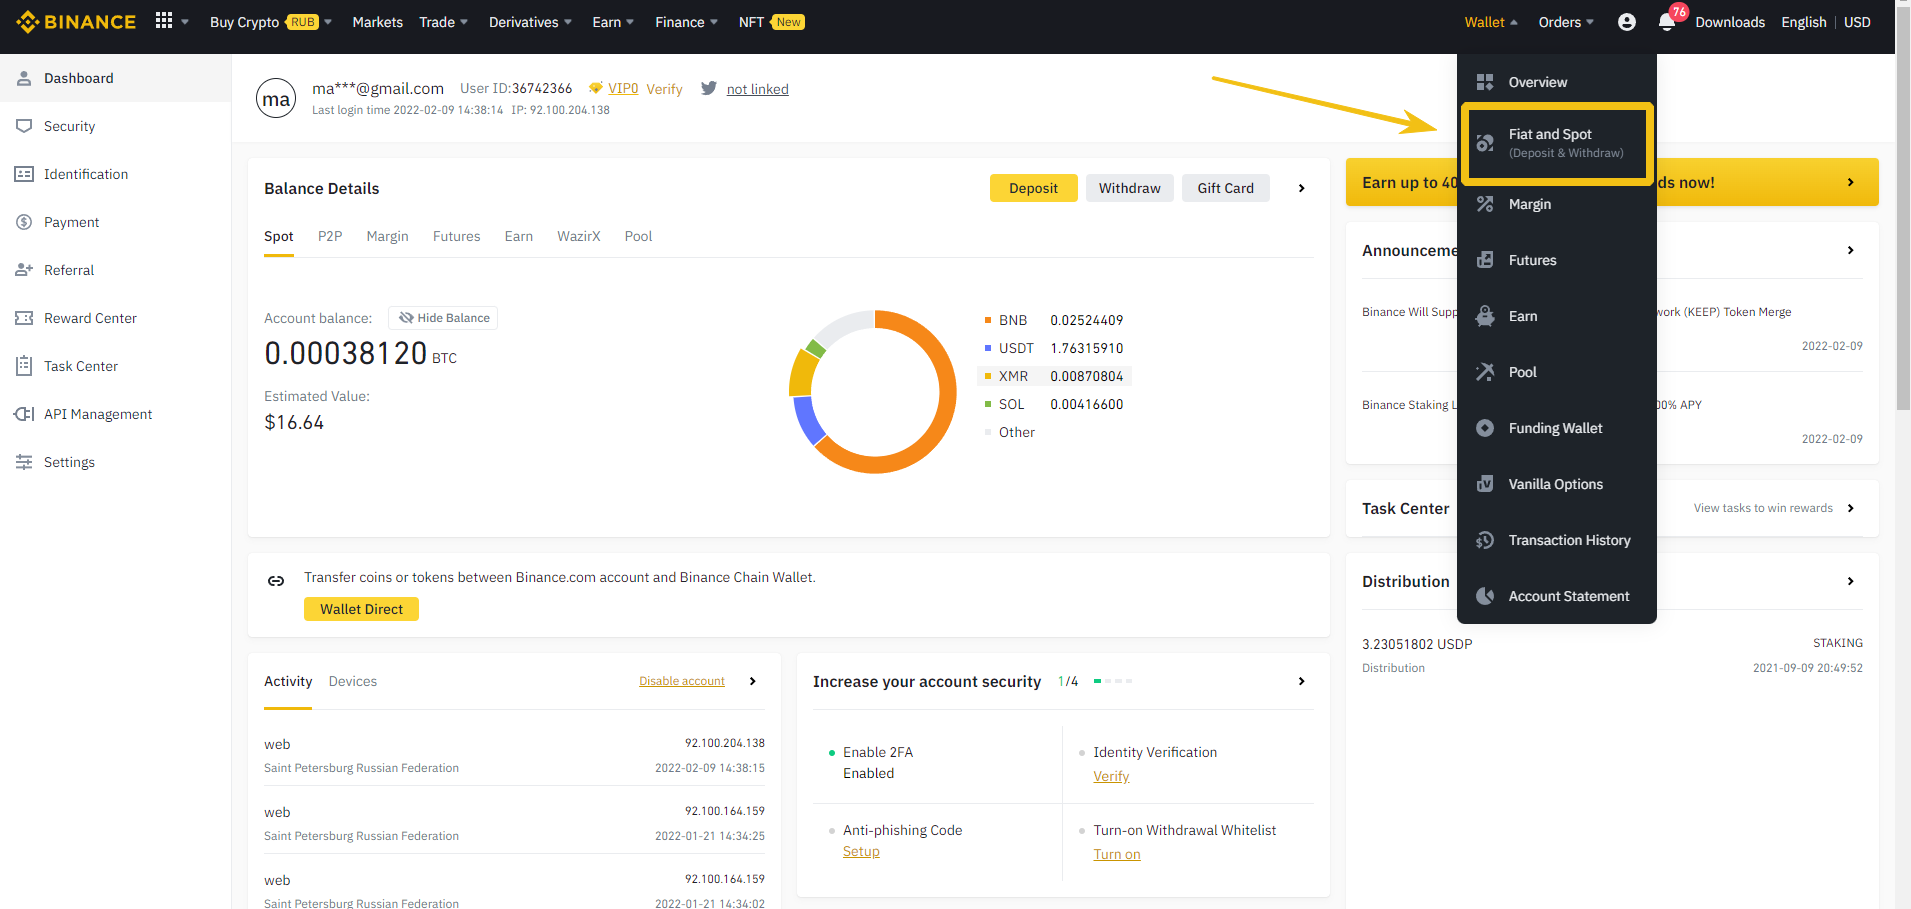 BINANCE
Buy Crypto RUB
Markets
Trade
Derivatives
Earn
Finance
NFT New
Wallet
Orders
76
Downloads
English
USD
Dashboard
Security
Identification
Payment
Referral
Reward Center
Task Center
API Management
Settings
ma
ma***@gmail.com User ID:36742366 VIP0 Verify not linked
Last login time 2022-02-09 14:38:14 IP: 92.100.204.138
Balance Details
Deposit
Withdraw
Gift Card
Spot P2P Margin Futures Earn WazirX Pool
Account balance: Hide Balance
0.00038120 BTC
Estimated Value:
$16.64
BNB 0.02524409
USDT 1.76315910
XMR 0.00870804
SOL 0.00416600
Other
Transfer coins or tokens between Binance.com account and Binance Chain Wallet.
Wallet Direct
Activity Devices Disable account
web 92.100.204.138
Saint Petersburg Russian Federation 2022-02-09 14:38:15
web 92.100.164.159
Saint Petersburg Russian Federation 2022-01-21 14:34:25
web 92.100.164.159
Saint Petersburg Russian Federation 2022-01-21 14:34:02
Increase your account security 1/4
Enable 2FA
Enabled
Identity Verification
Verify
Anti-phishing Code
Setup
Turn-on Withdrawal Whitelist
Turn on
Overview
Fiat and Spot
(Deposit & Withdraw)
Margin
Futures
Earn
Pool
Funding Wallet
Vanilla Options
Transaction History
Account Statement
Earn up to 40 ds now!
Announceme
Binance Will Supp work (KEEP) Token Merge
2022-02-09
Binance Staking L 00% APY
2022-02-09
Task Center View tasks to win rewards
Distribution
3.23051802 USDP STAKING
Distribution 2021-09-09 20:49:52